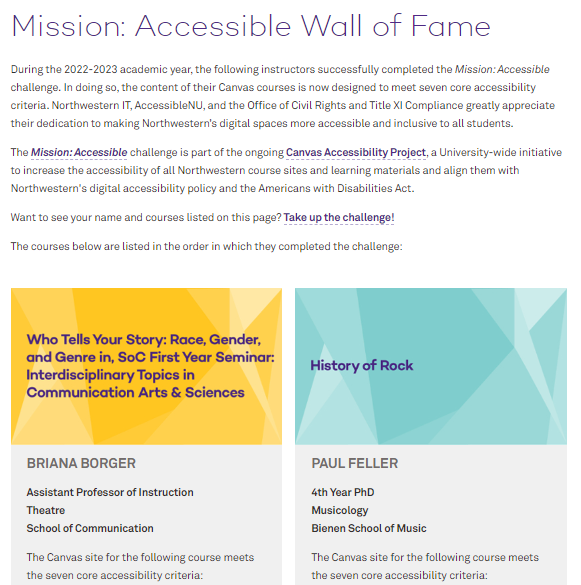 Mission: Accessible Wall of Fame
During the 2022-2023 academic year, the following instructors successfully completed the Mission: Accessible
challenge. In doing so, the content of their Canvas courses is now designed to meet seven core accessibility
criteria. Northwestern IT, AccessibleNU, and the Office of Civil Rights and Title XI Compliance greatly appreciate
their dedication to making Northwestern's digital spaces more accessible and inclusive to all students.
The Mission: Accessible challenge is part of the ongoing Canvas Accessibility Project, a University-wide initiative
to increase the accessibility of all Northwestern course sites and learning materials and align them with
Northwestern's digital accessibility policy and the Americans with Disabilities Act.
Want to see your name and courses listed on this page? Take up the challenge!
The courses below are listed in the order in which they completed the challenge:
Who Tells Your Story: Race, Gender,
and Genre in, SoC First Year Seminar:
Interdisciplinary Topics in
Communication Arts & Sciences
BRIANA BORGER
Assistant Professor of Instruction
Theatre
School of Communication
The Canvas site for the following course meets
the seven core accessibility criteria:
History of Rock
PAUL FELLER
4th Year PhD
Musicology
Bienen School of Music
The Canvas site for the following course meets
the seven core accessibility criteria: